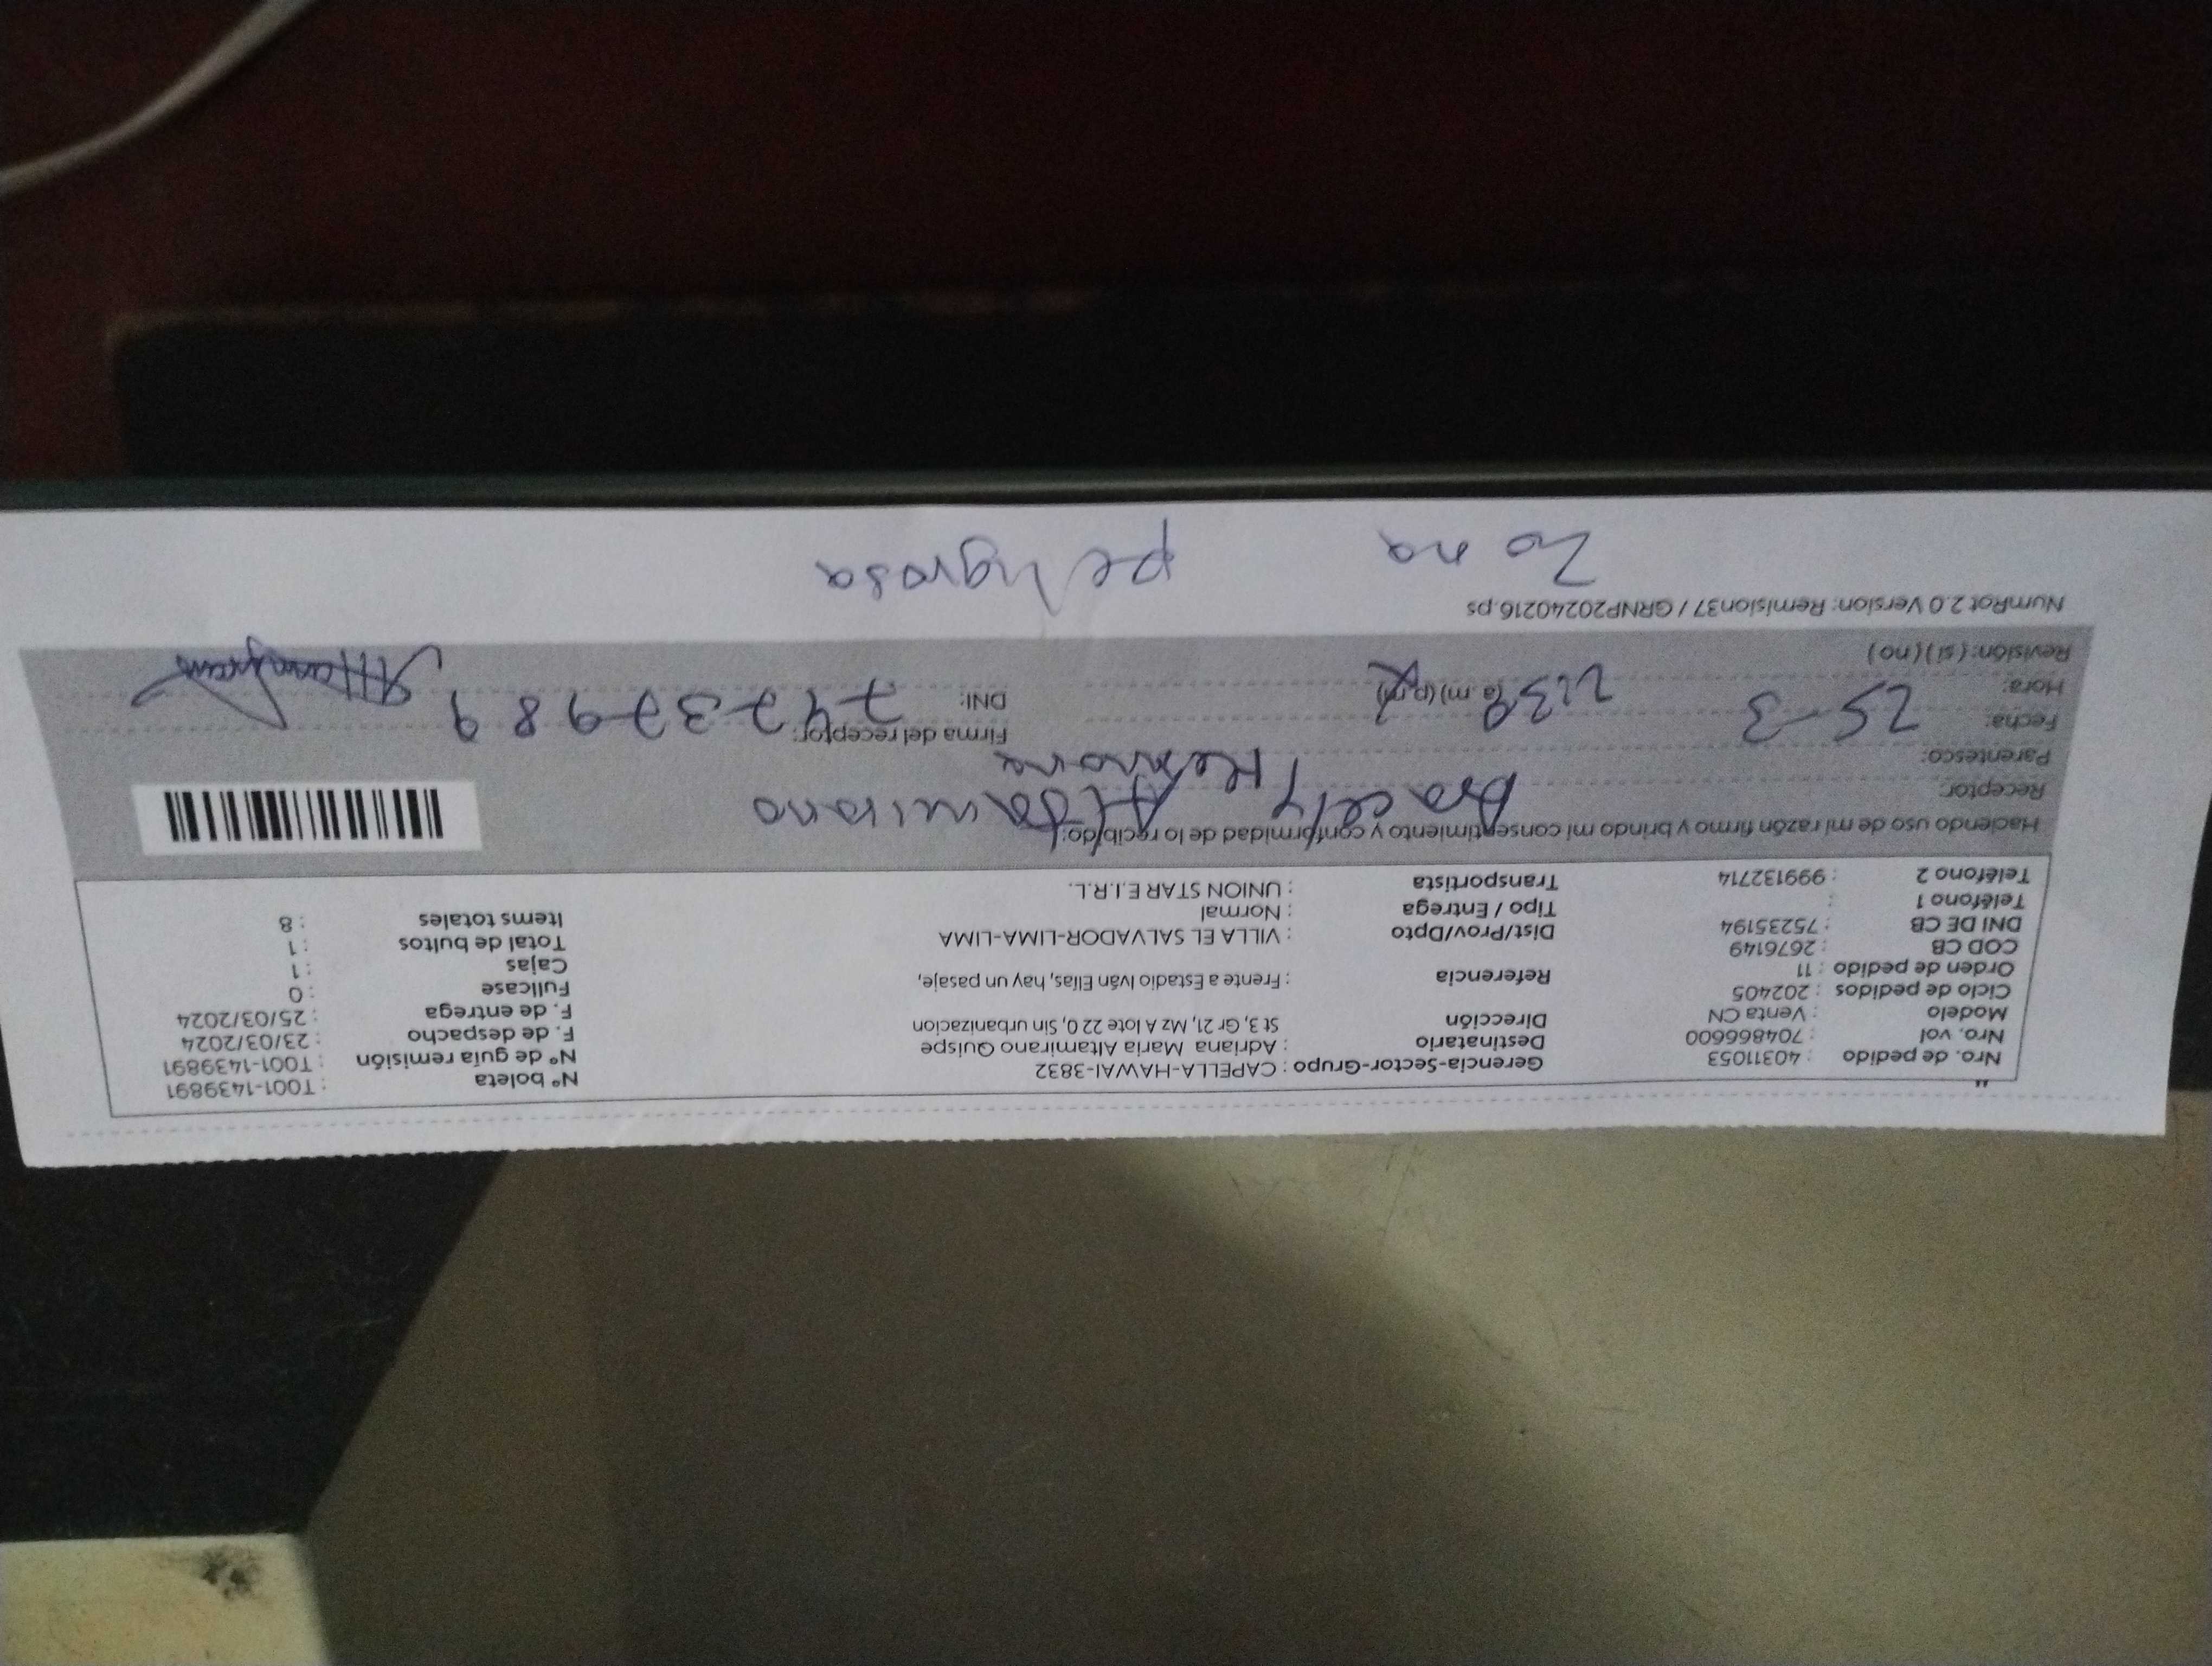 Nro. de pedido : 40311053 Gerencia-Sector-Grupo : CAPELLA-HAWAI-3832 Nº boleta : T001-1439891
Nro. vol : 704866600 Destinatario : Adriana Maria Altamirano Quispe Nº de guía remisión : T001-1439891
Modelo : Venta CN Dirección St 3, Gr 21, Mz A lote 22 0, Sin urbanizacion F. de despacho : 23/03/2024
Ciclo de pedidos : 202405 F. de entrega : 25/03/2024
Orden de pedido : 11 Referencia : Frente a Estadio Iván Elías, hay un pasaje, Fullcase : 0
COD CB : 2676149 Cajas : 1
DNI DE CB : 75235194 Dist/Prov/Dpto : VILLA EL SALVADOR-LIMA-LIMA Total de bultos : 1
Teléfono 1 : Tipo / Entrega : Normal Items totales : 8
Teléfono 2 : 999132714 Transportista : UNION STAR E.I.R.L.
Haciendo uso de mi razón firmo y brindo mi consentimiento y conformidad de lo recibido:
Receptor: Aracely Altamirano
Parentesco: Hermana
Fecha: 25-3 Firma del receptor:
Hora: (a.m) (p.m) DNI: 74737989
Revisión: (si) (no)
NumRot 2.0 Version: Remision37 / GRNP20240216.ps
Zona peligrosa